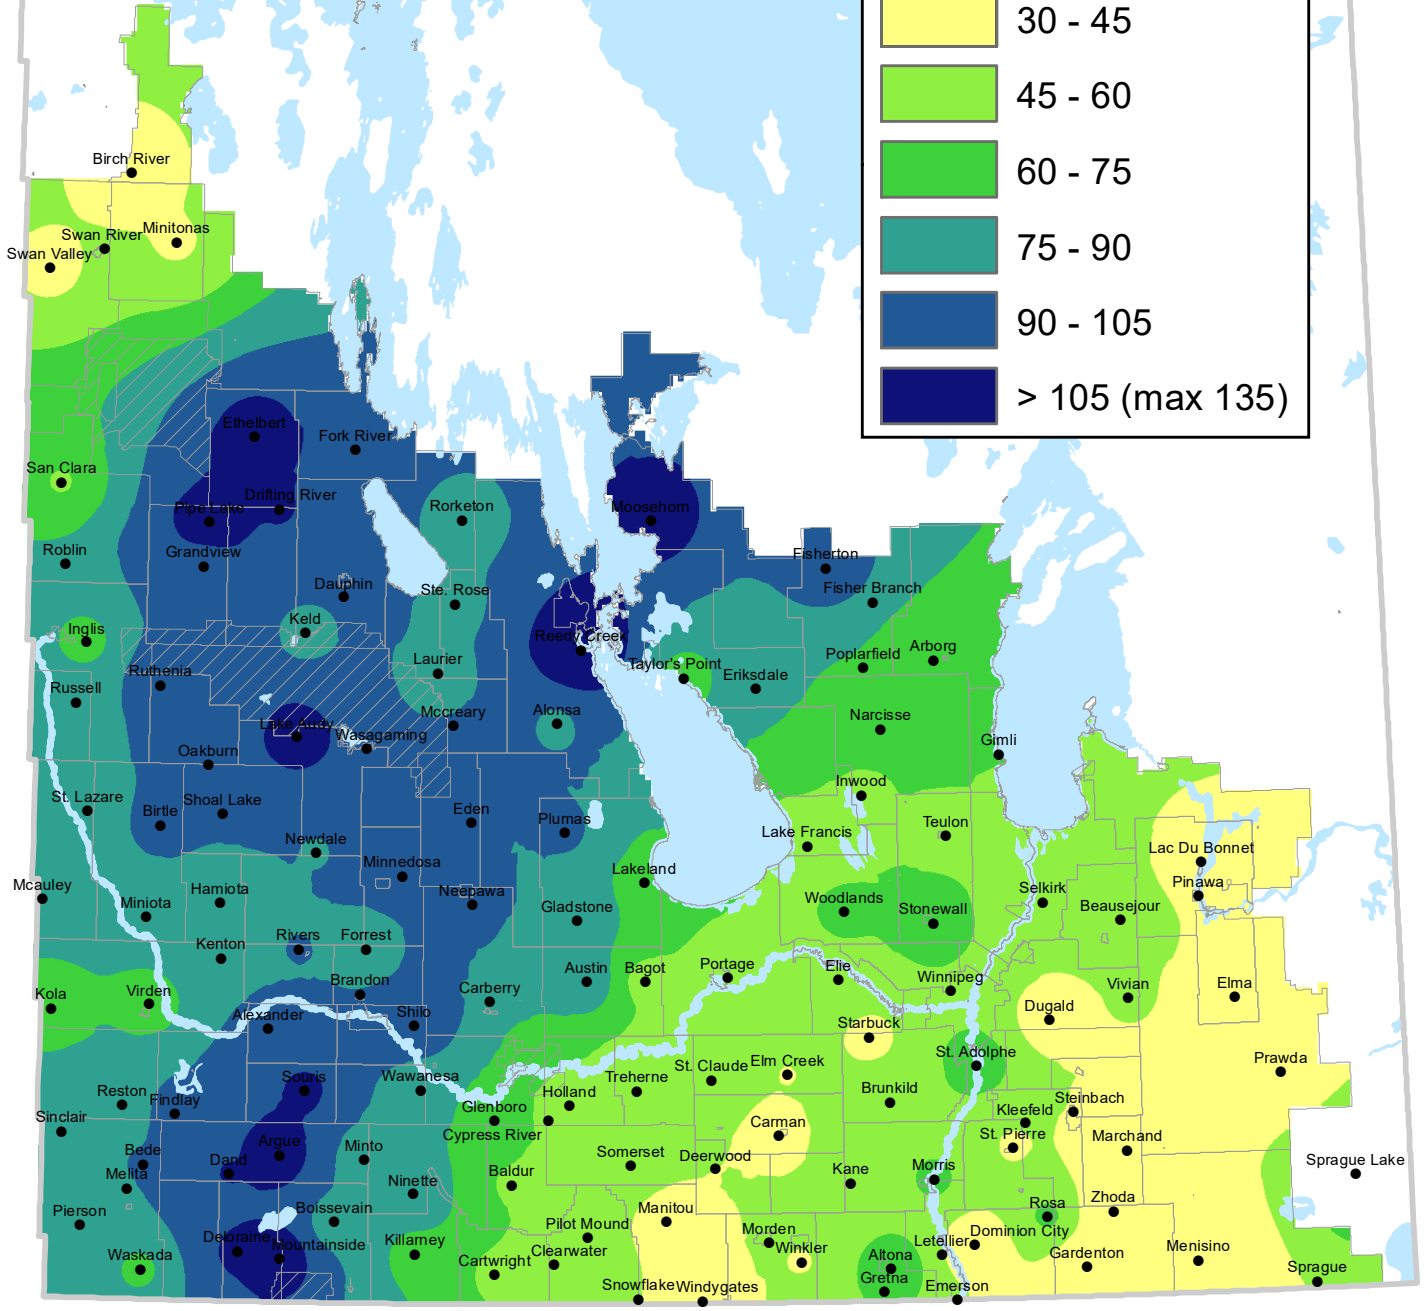 30 - 45
45 - 60
60 - 75
75 - 90
90 - 105
> 105 (max 135)
Birch River
Minitonas
Swan River
Swan Valley
Ethelbert
Fork River
San Clara
Drifting River
Pipe Lake
Rorketon
Moosehorn
Roblin
Grandview
Fisherton
Dauphin
Ste. Rose
Fisher Branch
Keld
Inglis
Reedy Creek
Arborg
Poplarfield
Laurier
Taylor's Point
Eriksdale
Ruthenia
Russell
Mccreary
Alonsa
Narcisse
Lake Audy
Wasagaming
Gimli
Oakburn
Inwood
St. Lazare
Birtle
Shoal Lake
Eden
Plumas
Teulon
Lake Francis
Newdale
Lac Du Bonnet
Minnedosa
Lakeland
Pinawa
Mcauley
Hamiota
Neepawa
Selkirk
Miniota
Gladstone
Woodlands
Stonewall
Beausejour
Kenton
Rivers
Forrest
Austin
Bagot
Portage
Elie
Winnipeg
Kola
Virden
Brandon
Carberry
Vivian
Elma
Alexander
Shilo
Dugald
Starbuck
St. Adolphe
Prawda
Souris
Wawanesa
Treherne
St. Claude
Elm Creek
Reston
Findlay
Holland
Brunkild
Steinbach
Sinclair
Glenboro
Cypress River
Kleefeld
Carman
St. Pierre
Marchand
Bede
Argue
Minto
Dand
Somerset
Deerwood
Melita
Baldur
Kane
Morris
Sprague Lake
Ninette
Pierson
Boissevain
Manitou
Rosa
Zhoda
Deloraine
Mountainside
Killarney
Pilot Mound
Morden
Dominion City
Letellier
Waskada
Clearwater
Winkler
Altona
Gardenton
Menisino
Cartwright
Gretna
Sprague
Snowflake
Windygates
Emerson